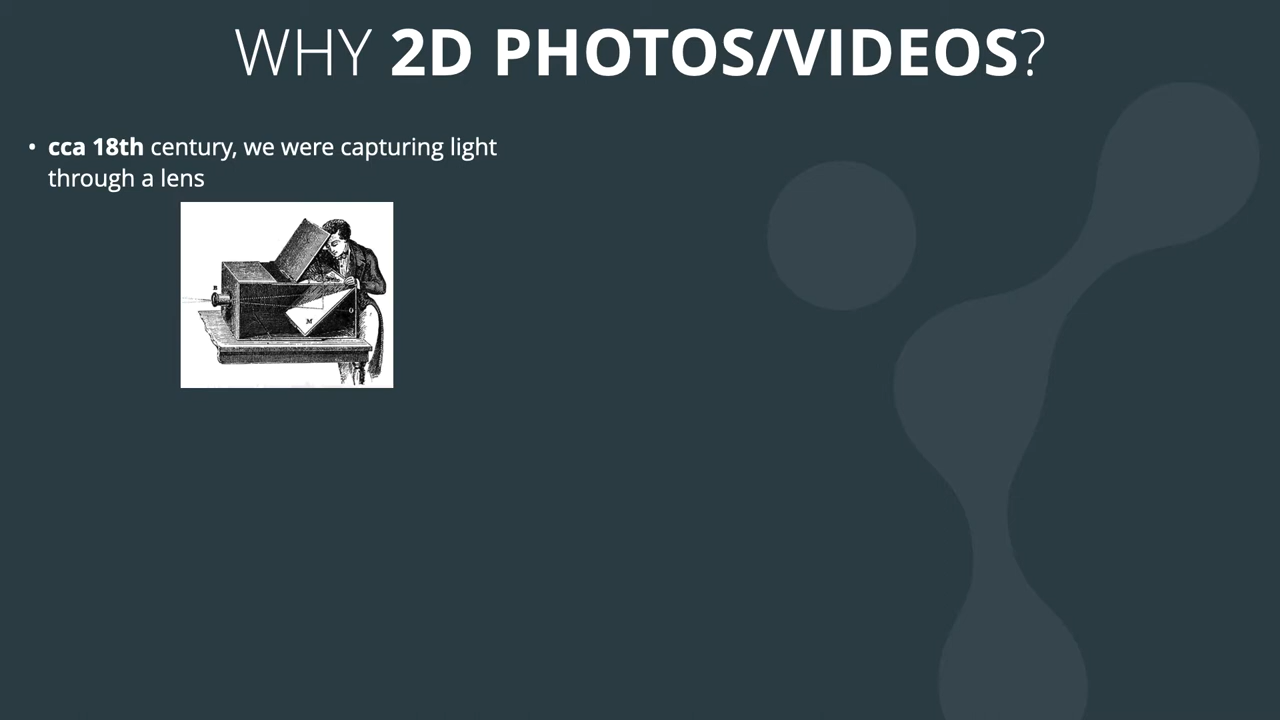 WHY 2D PHOTOS/VIDEOS?
• cca 18th century, we were capturing light
through a lens
B
M
O